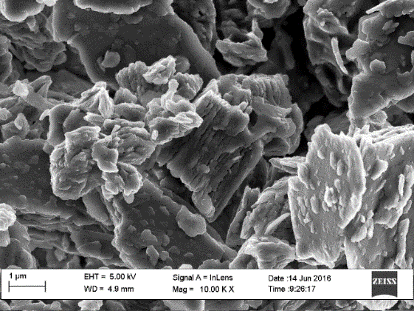 1 µm
EHT = 5.00 kV
Signal A = InLens
Date :14 Jun 2016
ZEISS
WD = 4.9 mm
Mag = 10.00 K X
Time :9:26:17